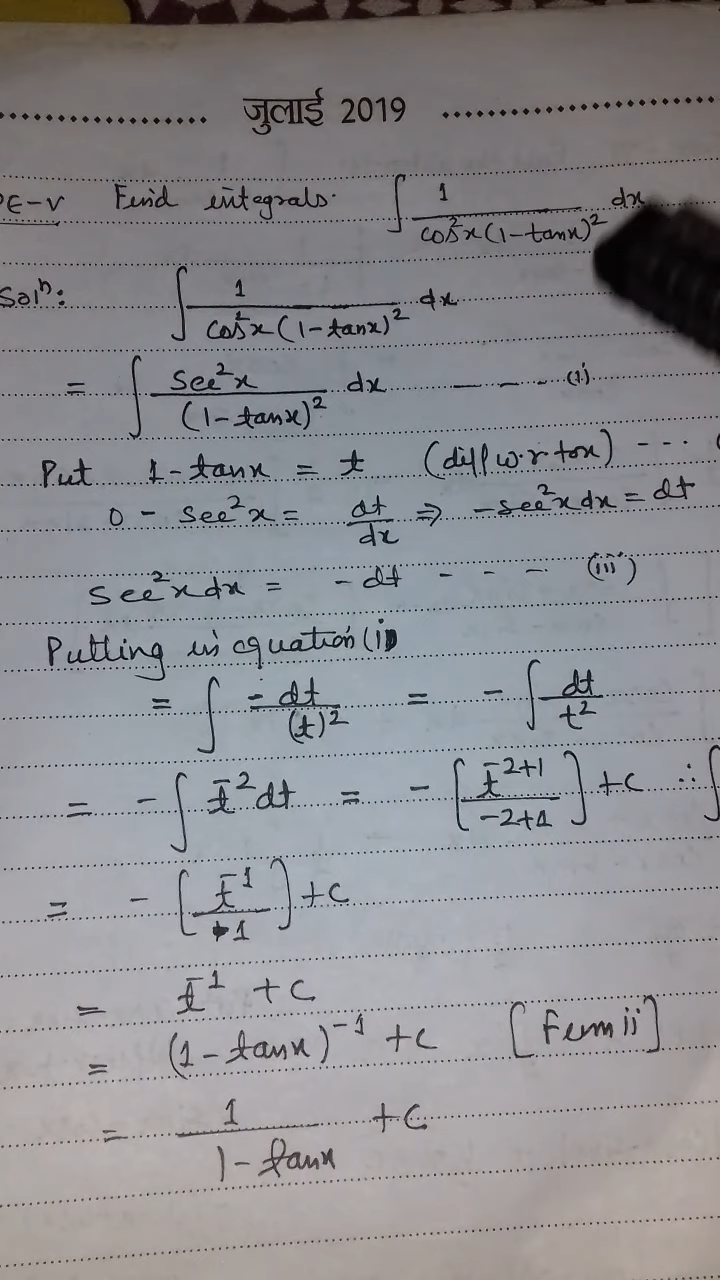 जुलाई 2019
PE-V Find integrals. ∫ 1/(cos²x(1-tanx)²) dx
Solⁿ: ∫ 1/(cos²x(1-tanx)²) dx
= ∫ sec²x/(1-tanx)² dx - - - (i)
Put 1-tanx = t (diff w.r to x) - - - (
0 - sec²x = dt/dx ⇒ -sec²x dx = dt
sec²x dx = -dt - - - (iii)
Putting in equation (i)
= ∫ -dt/(t)² = - ∫ dt/t²
= - ∫ t⁻² dt = - [t⁻²⁺¹/-2+1] + c ∴ ∫
= - [t⁻¹/-1] + c
= t⁻¹ + c
= (1-tanx)⁻¹ + c [From ii]
= 1/(1-tanx) + c